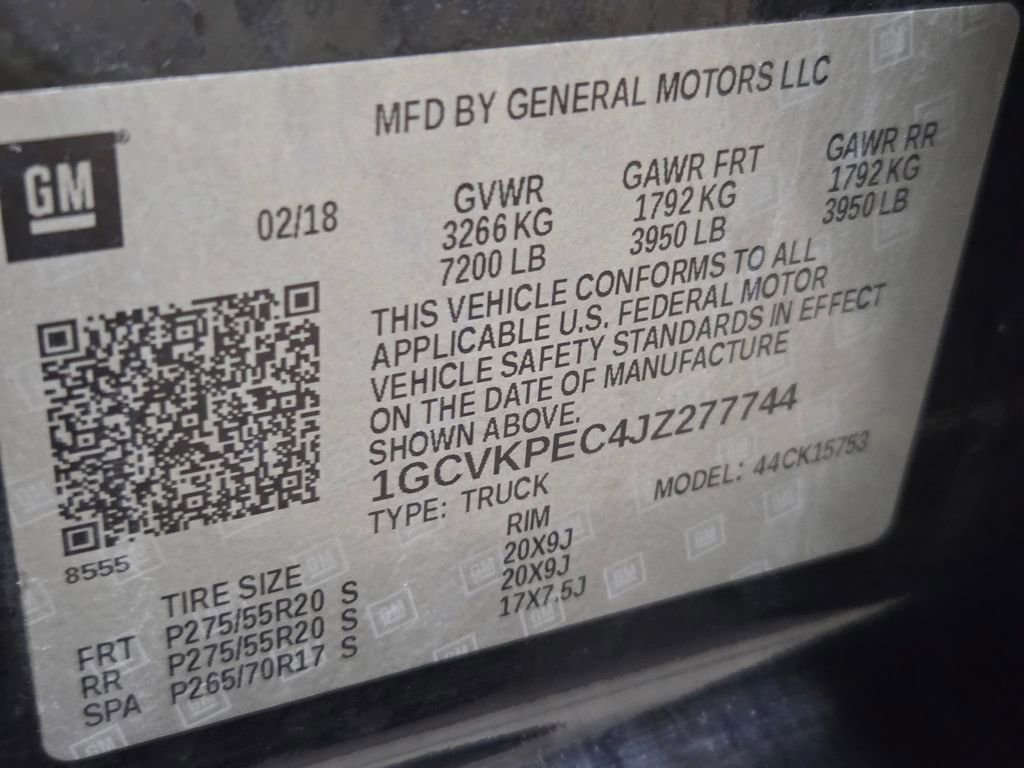 MFD BY GENERAL MOTORS LLC
GM
02/18
GVWR GAWR FRT GAWR RR
3266 KG 1792 KG 1792 KG
7200 LB 3950 LB 3950 LB
THIS VEHICLE CONFORMS TO ALL
APPLICABLE U.S. FEDERAL MOTOR
VEHICLE SAFETY STANDARDS IN EFFECT
ON THE DATE OF MANUFACTURE
SHOWN ABOVE.
1GCVKPEC4JZ277744
TYPE: TRUCK MODEL: 44CK15753
8555
TIRE SIZE RIM
FRT P275/55R20 S 20X9J
RR P275/55R20 S 20X9J
SPA P265/70R17 S 17X7.5J